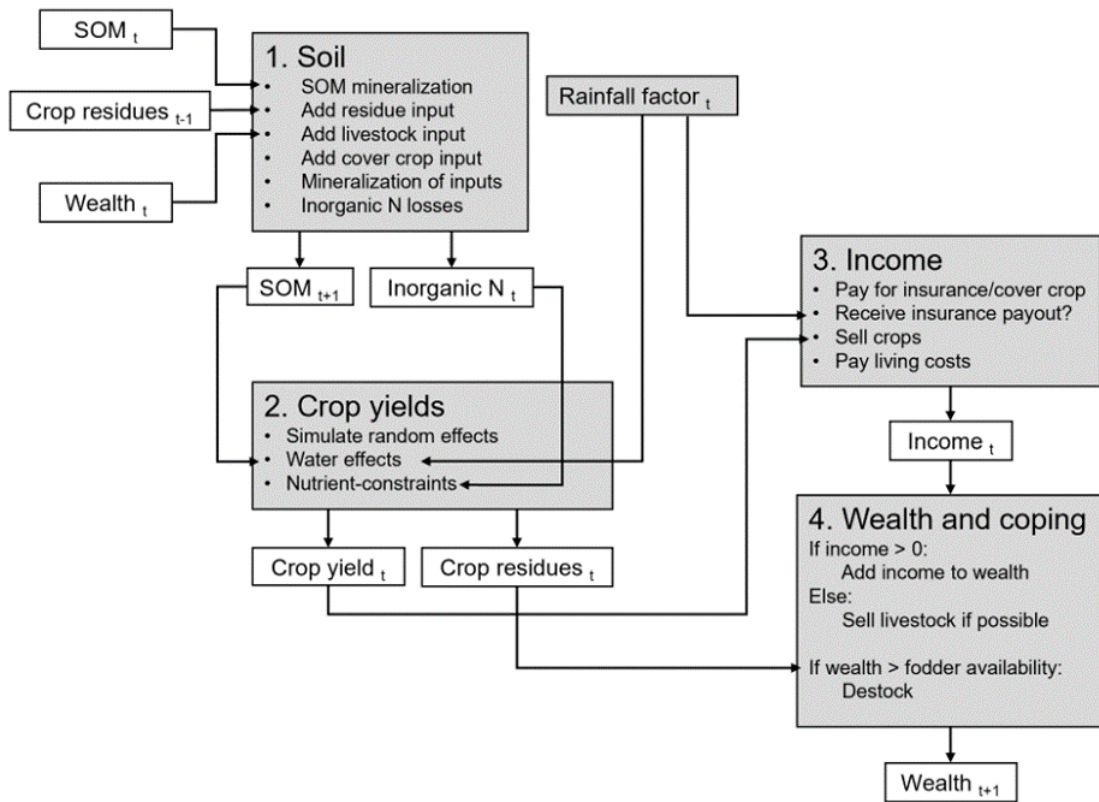 SOM t
Crop residues t-1
Wealth t
1. Soil
• SOM mineralization
• Add residue input
• Add livestock input
• Add cover crop input
• Mineralization of inputs
• Inorganic N losses
Rainfall factor t
SOM t+1
Inorganic N t
2. Crop yields
• Simulate random effects
• Water effects
• Nutrient-constraints
Crop yield t
Crop residues t
3. Income
• Pay for insurance/cover crop
• Receive insurance payout?
• Sell crops
• Pay living costs
Income t
4. Wealth and coping
If income > 0:
Add income to wealth
Else:
Sell livestock if possible
If wealth > fodder availability:
Destock
Wealth t+1